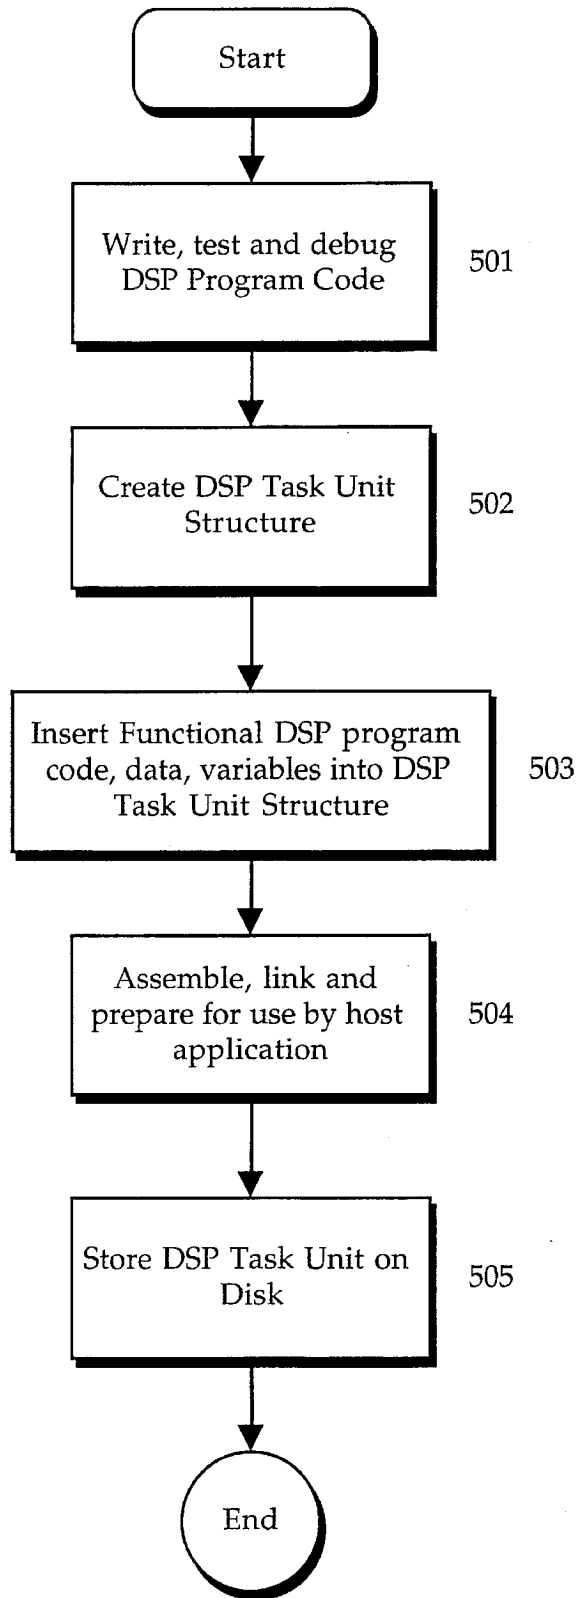 Start
Write, test and debug
DSP Program Code
501
Create DSP Task Unit
Structure
502
Insert Functional DSP program
code, data, variables into DSP
Task Unit Structure
503
Assemble, link and
prepare for use by host
application
504
Store DSP Task Unit on
Disk
505
End